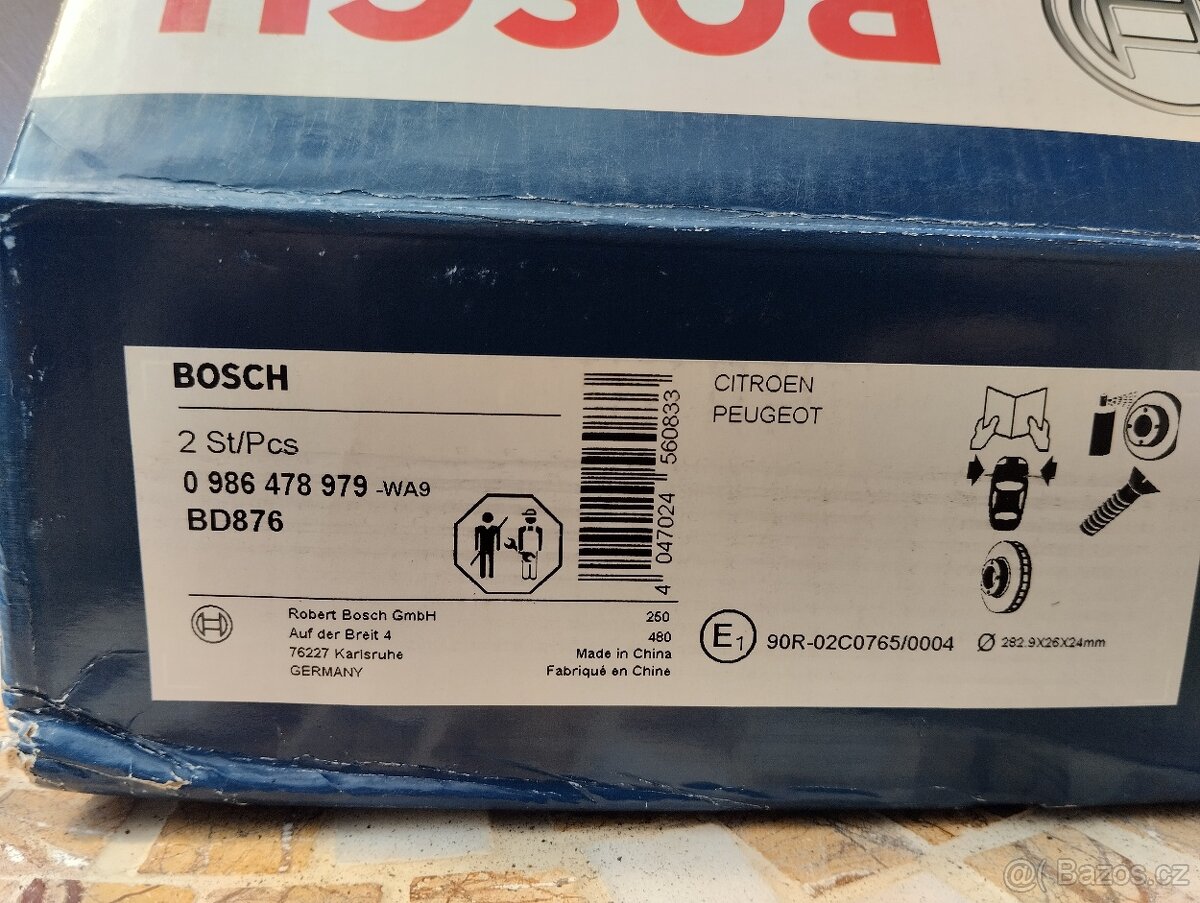 BOSCH
BOSCH
2 St/Pcs
0 986 478 979 -WA9
BD876
4 047024 560833
CITROEN
PEUGEOT
Robert Bosch GmbH
Auf der Breit 4
76227 Karlsruhe
GERMANY
250
480
Made in China
Fabriqué en Chine
E1
90R-02C0765/0004
Ø 282.9X26X24mm
@( Bazos.cz